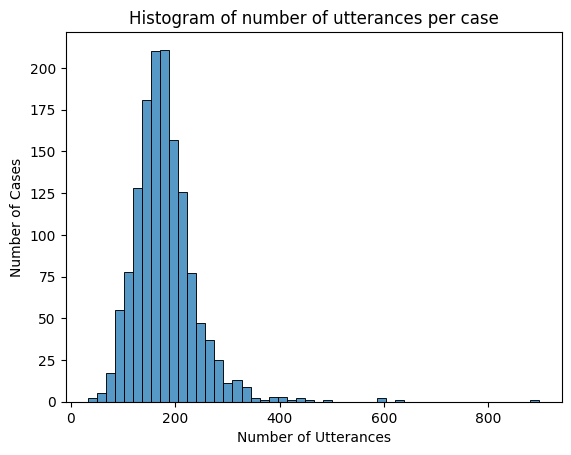 Histogram of number of utterances per case
200
175
150
125
100
75
50
25
0
Number of Cases
0 200 400 600 800
Number of Utterances